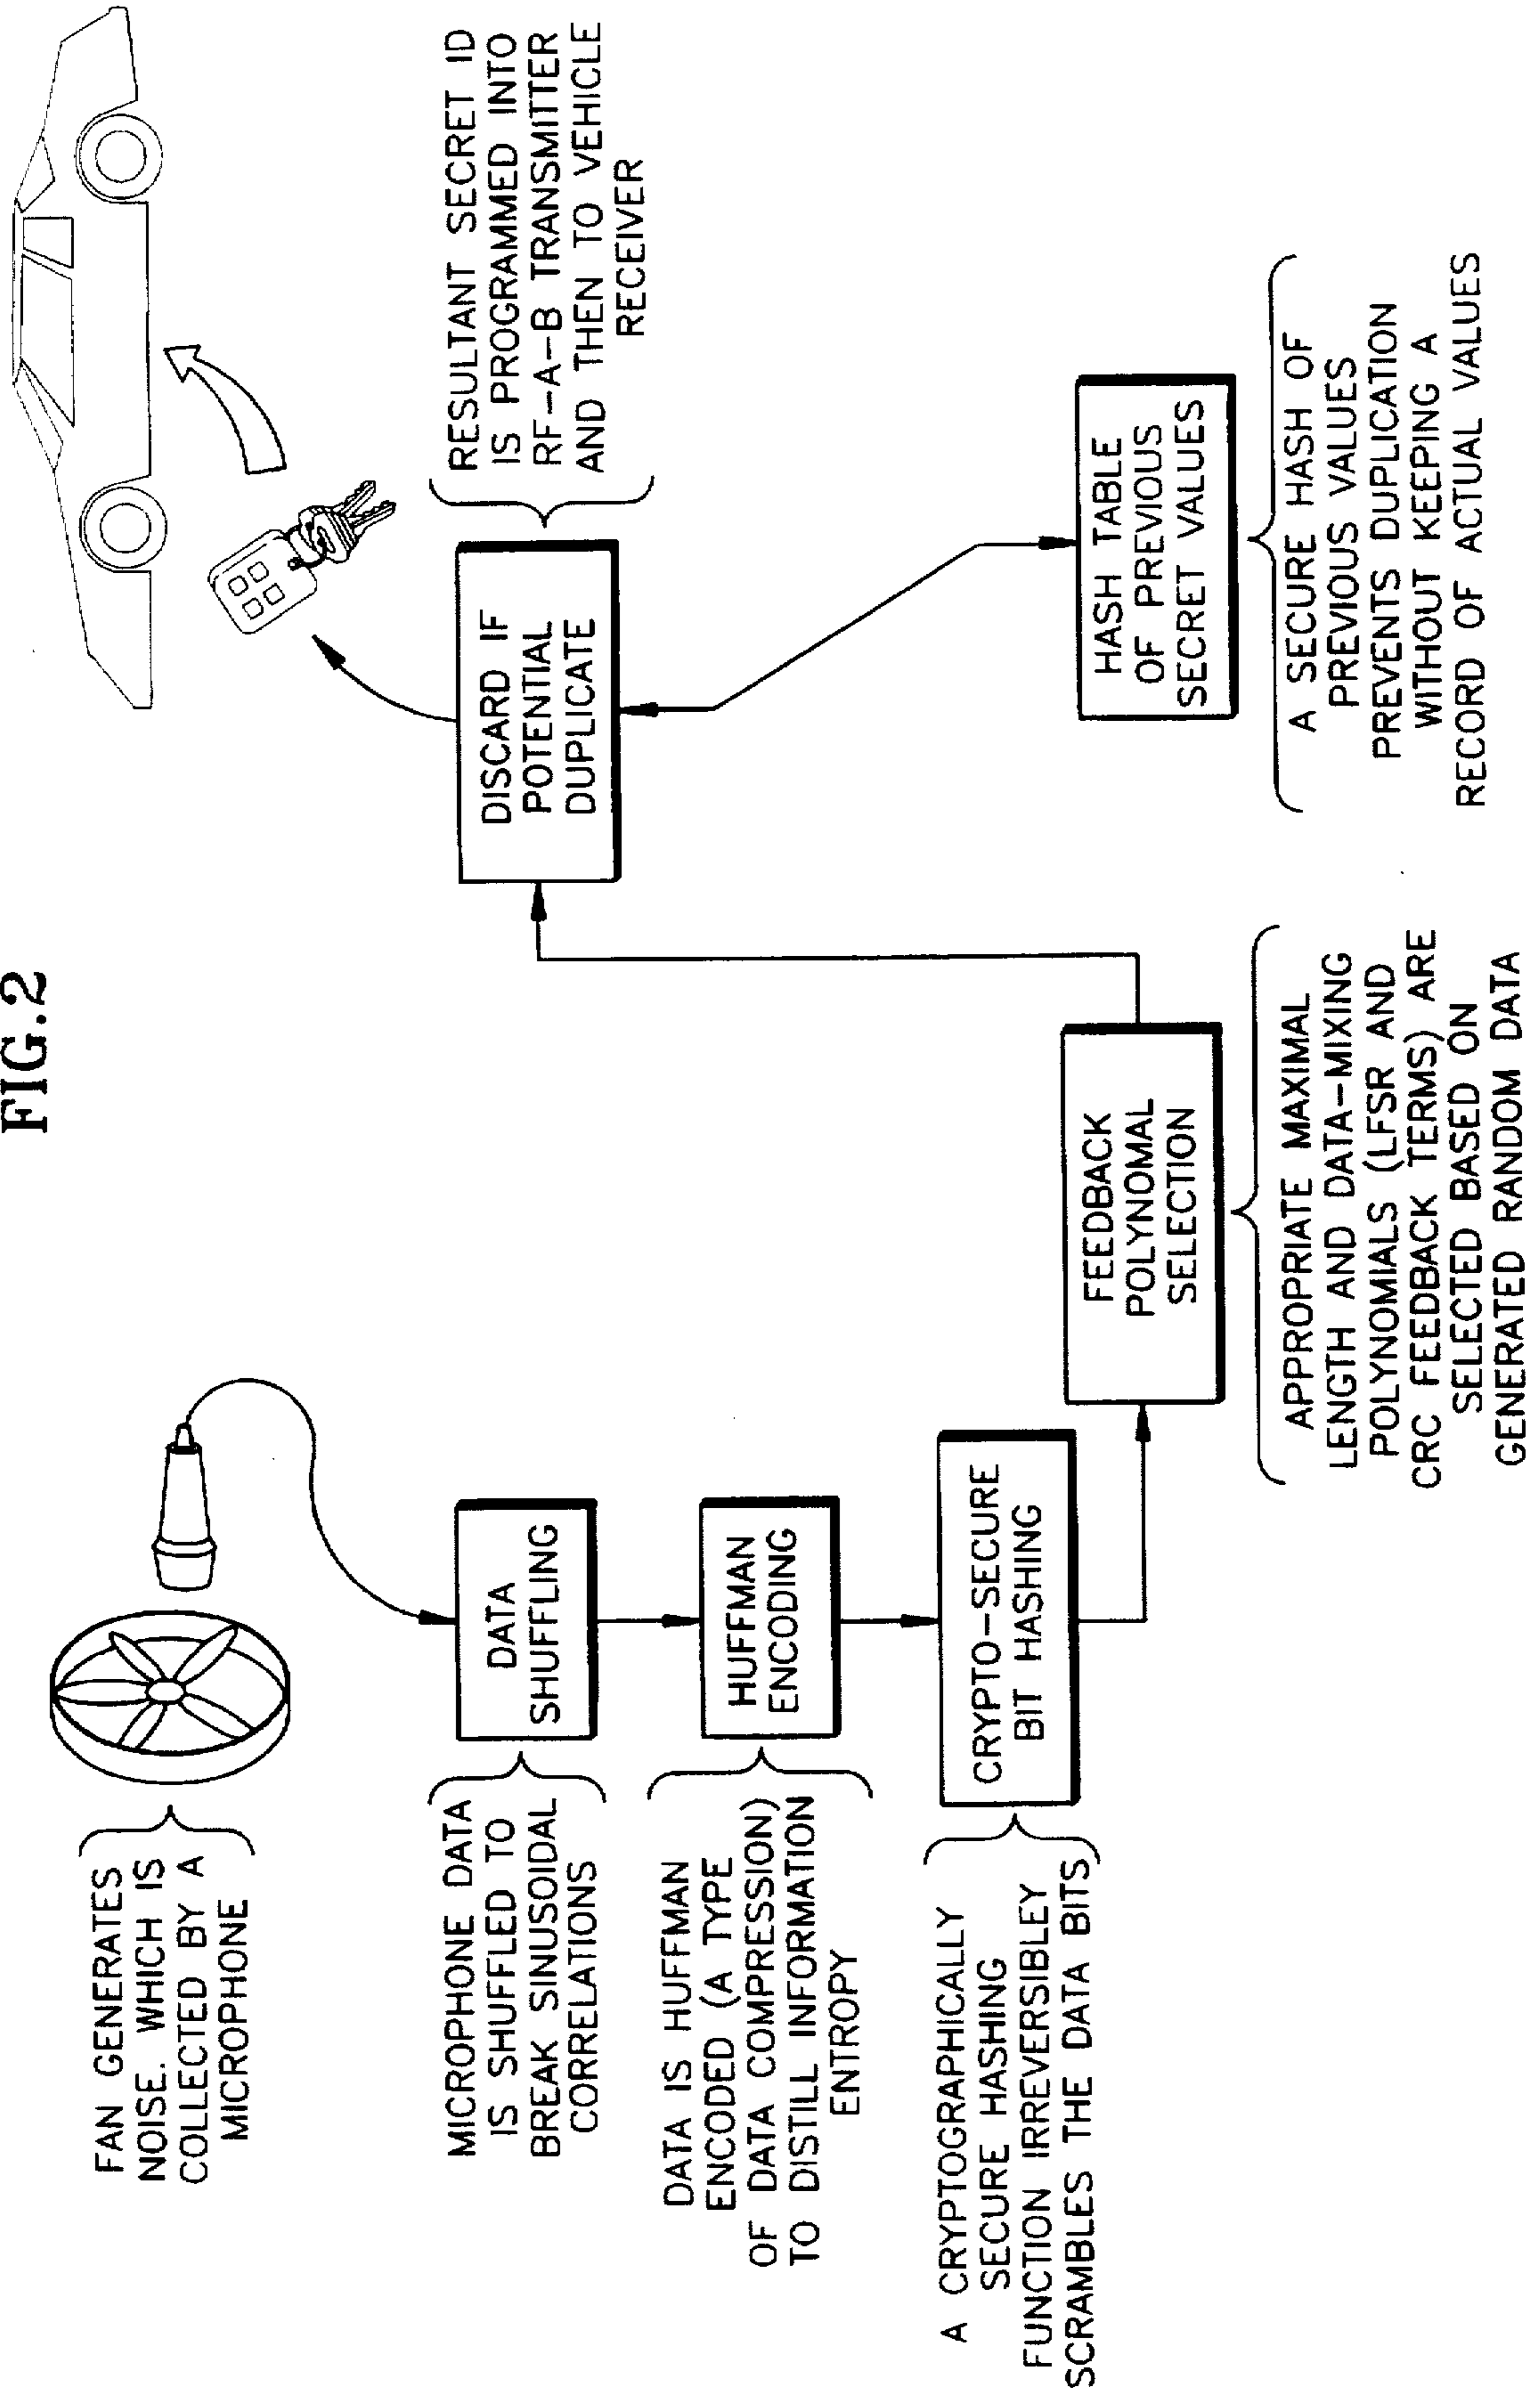 FIG.2
FAN GENERATES
NOISE. WHICH IS
COLLECTED BY A
MICROPHONE
MICROPHONE DATA
IS SHUFFLED TO
BREAK SINUSOIDAL
CORRELATIONS
DATA
SHUFFLING
DATA IS HUFFMAN
ENCODED (A TYPE
OF DATA COMPRESSION)
TO DISTILL INFORMATION
ENTROPY
HUFFMAN
ENCODING
A CRYPTOGRAPHICALLY
SECURE HASHING
FUNCTION IRREVERSIBLEY
SCRAMBLES THE DATA BITS
CRYPTO-SECURE
BIT HASHING
FEEDBACK
POLYNOMAL
SELECTION
APPROPRIATE MAXIMAL
LENGTH AND DATA-MIXING
POLYNOMIALS (LFSR AND
CRC FEEDBACK TERMS) ARE
SELECTED BASED ON
GENERATED RANDOM DATA
DISCARD IF
POTENTIAL
DUPLICATE
RESULTANT SECRET ID
IS PROGRAMMED INTO
RF-A-B TRANSMITTER
AND THEN TO VEHICLE
RECEIVER
HASH TABLE
OF PREVIOUS
SECRET VALUES
A SECURE HASH OF
PREVIOUS VALUES
PREVENTS DUPLICATION
WITHOUT KEEPING A
RECORD OF ACTUAL VALUES